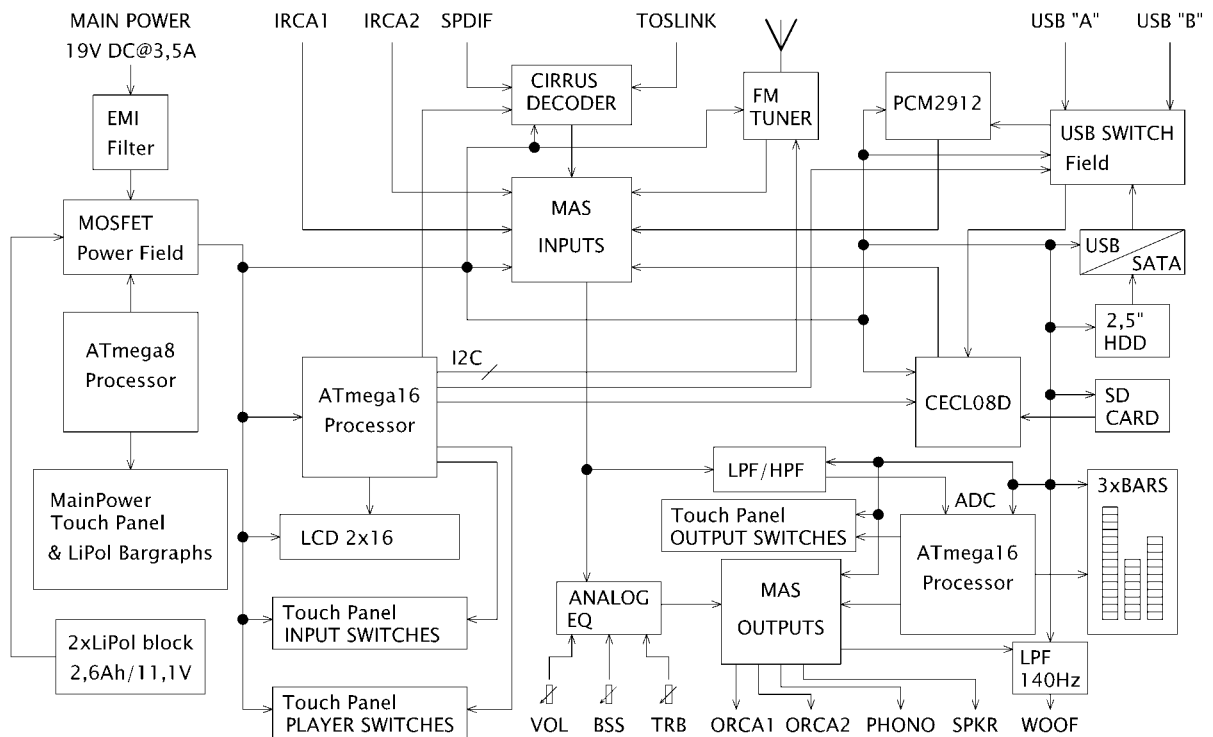 MAIN POWER
19V DC@3,5A
IRCA1
IRCA2
SPDIF
TOSLINK
USB "A"
USB "B"
EMI
Filter
CIRRUS
DECODER
FM
TUNER
PCM2912
USB SWITCH
Field
MOSFET
Power Field
MAS
INPUTS
USB
SATA
2,5"
HDD
ATmega8
Processor
I2C
ATmega16
Processor
CECL08D
SD
CARD
MainPower
Touch Panel
& LiPol Bargraphs
LCD 2x16
LPF/HPF
ADC
3xBARS
Touch Panel
OUTPUT SWITCHES
ATmega16
Processor
Touch Panel
INPUT SWITCHES
ANALOG
EQ
MAS
OUTPUTS
2xLiPol block
2,6Ah/11,1V
LPF
140Hz
Touch Panel
PLAYER SWITCHES
VOL
BSS
TRB
ORCA1
ORCA2
PHONO
SPKR
WOOF